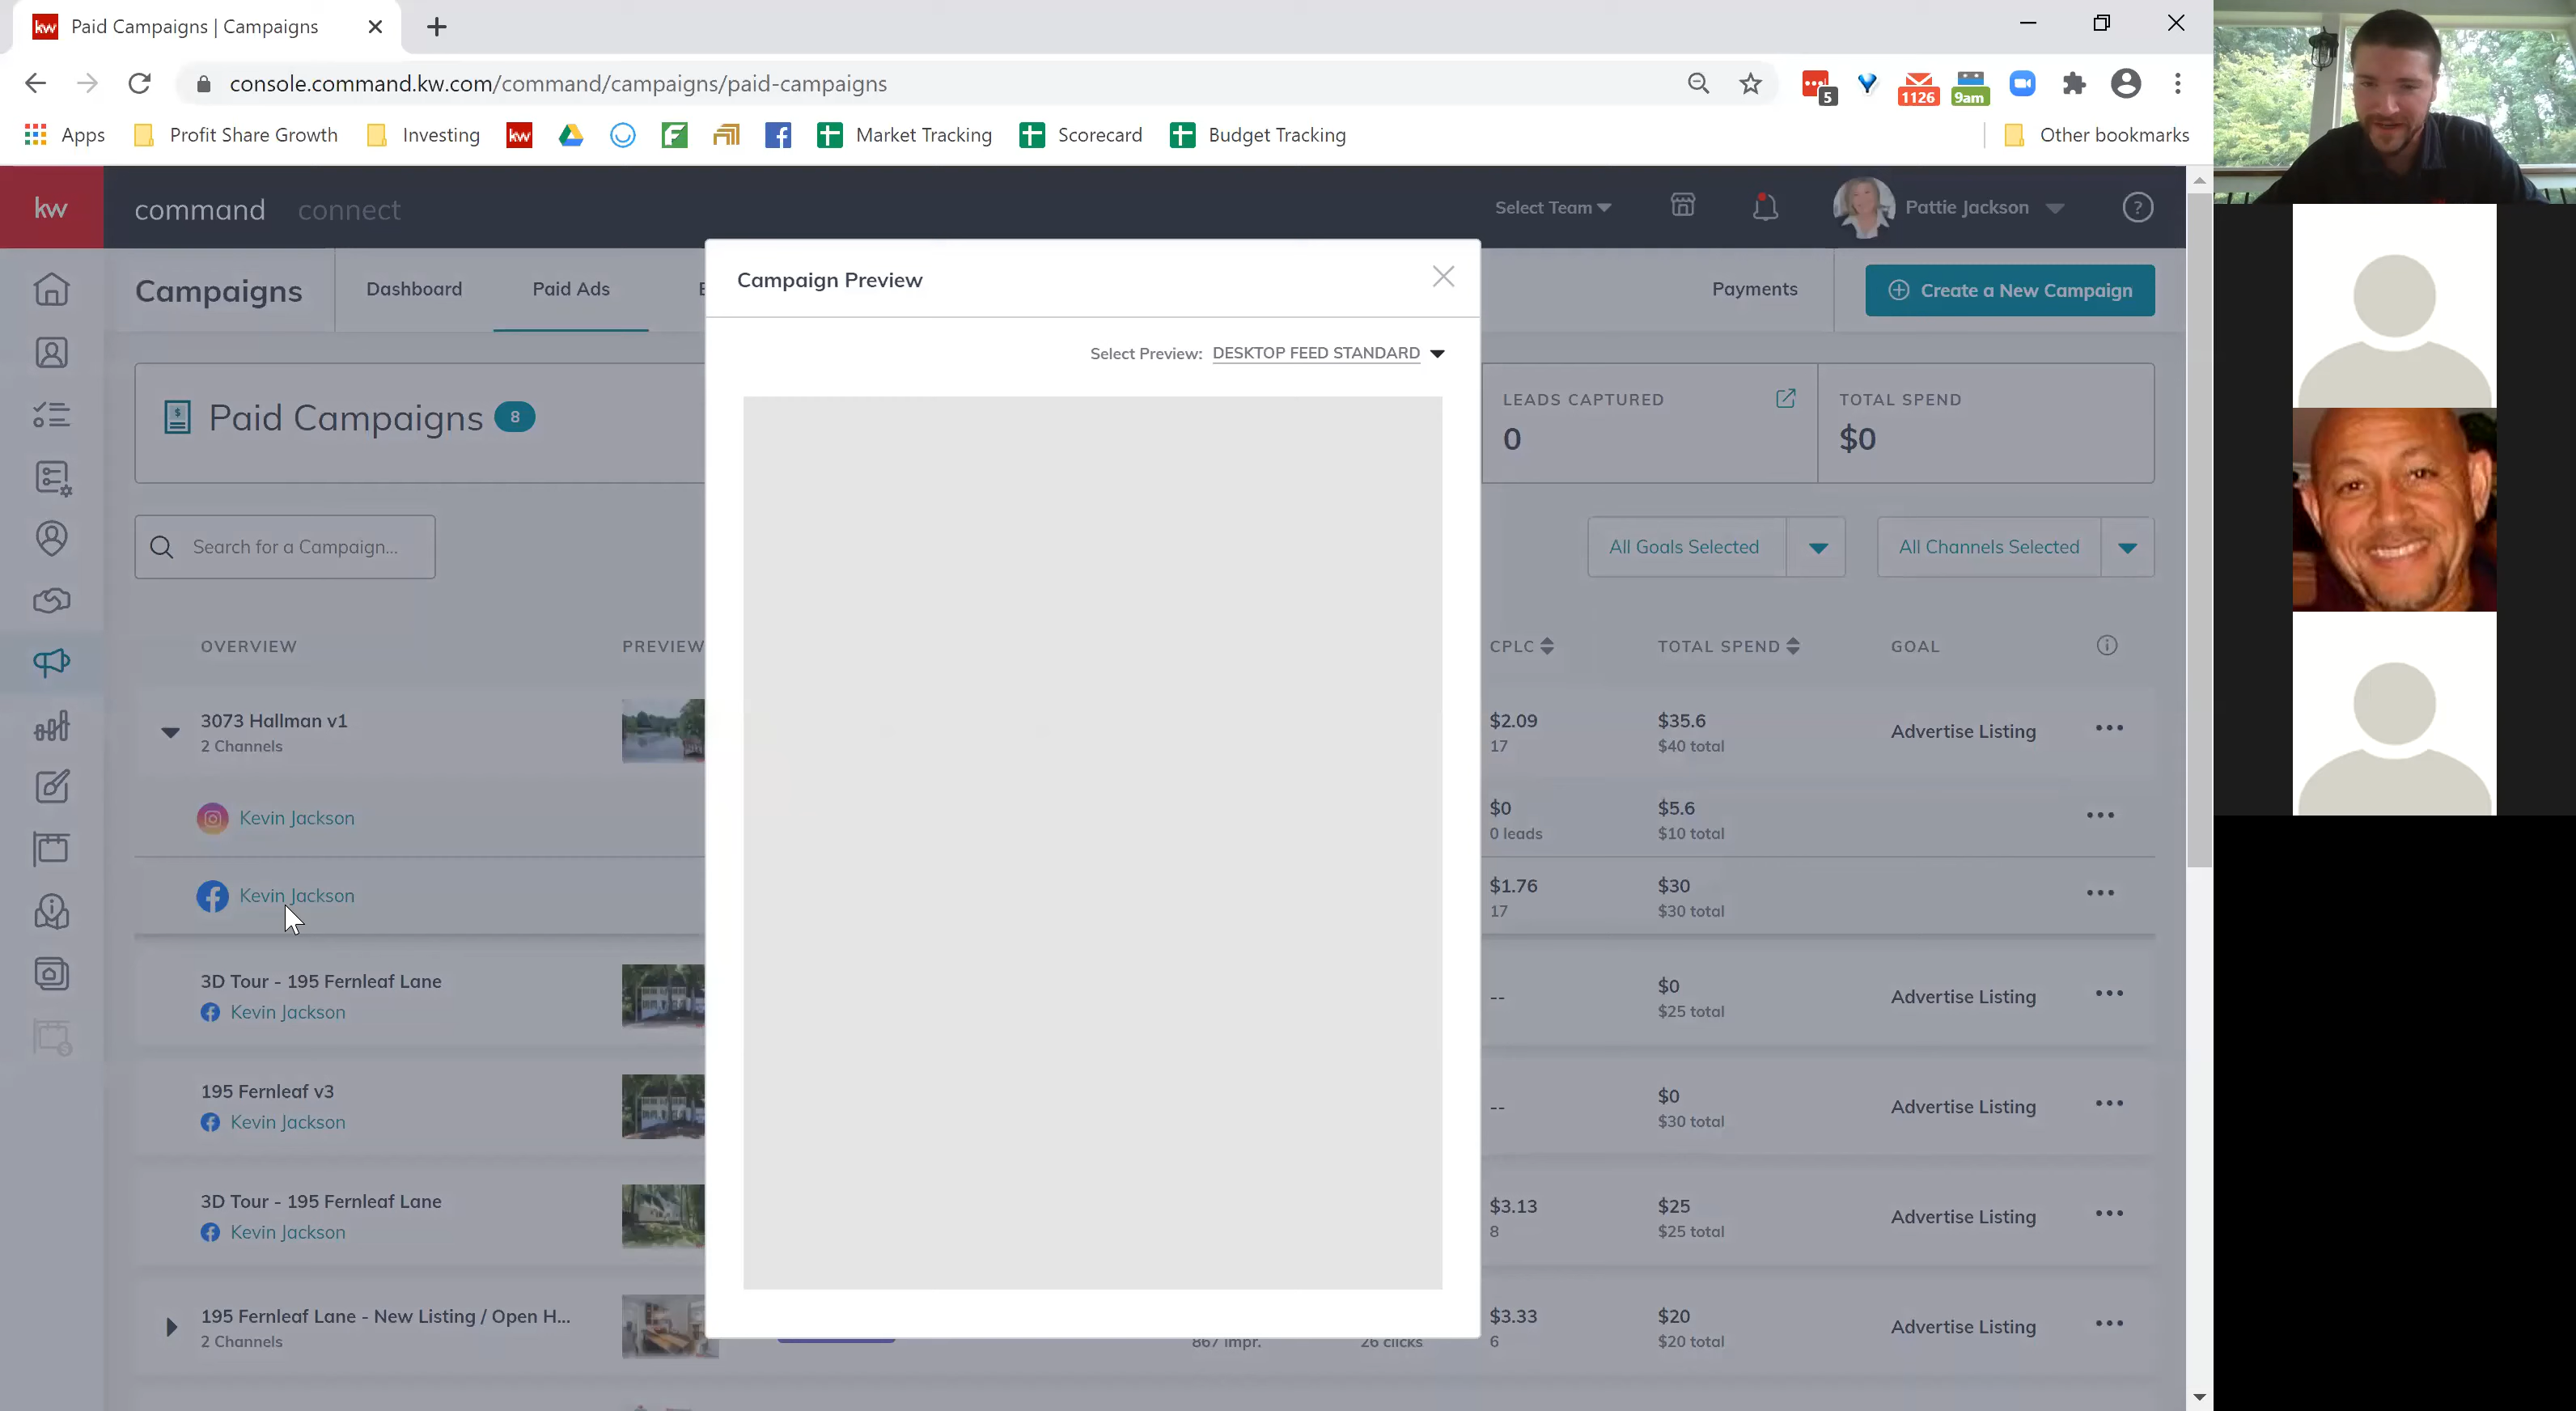 kw Paid Campaigns | Campaigns
console.command.kw.com/command/campaigns/paid-campaigns
5 1126 9am
Apps Profit Share Growth Investing kw Market Tracking Scorecard Budget Tracking Other bookmarks
kw command connect Select Team Pattie Jackson ?
Campaigns Dashboard Paid Ads Payments Create a New Campaign
Campaign Preview
Select Preview: DESKTOP FEED STANDARD
Paid Campaigns 8
LEADS CAPTURED
0
TOTAL SPEND
$0
Search for a Campaign...
All Goals Selected All Channels Selected
OVERVIEW PREVIEW CPLC TOTAL SPEND GOAL
3073 Hallman v1
2 Channels
$2.09
17
$35.6
$40 total
Advertise Listing
Kevin Jackson
$0
0 leads
$5.6
$10 total
Kevin Jackson
$1.76
17
$30
$30 total
3D Tour - 195 Fernleaf Lane
Kevin Jackson
--
$0
$25 total
Advertise Listing
195 Fernleaf v3
Kevin Jackson
--
$0
$30 total
Advertise Listing
3D Tour - 195 Fernleaf Lane
Kevin Jackson
$3.13
8
$25
$25 total
Advertise Listing
195 Fernleaf Lane - New Listing / Open H...
2 Channels
867 impr.
26 clicks
$3.33
6
$20
$20 total
Advertise Listing